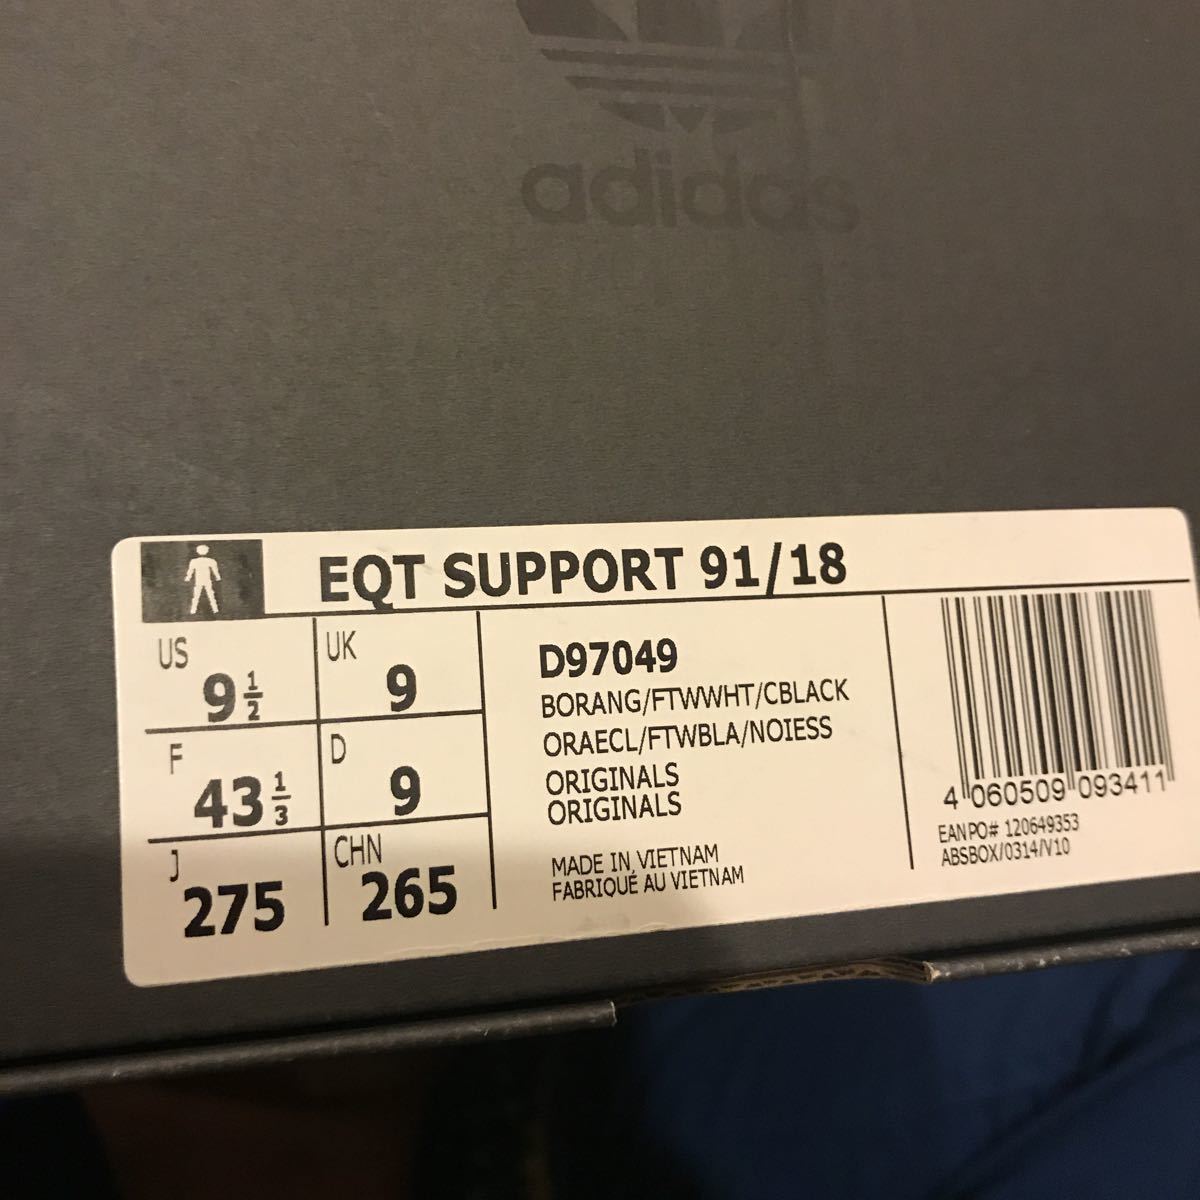 adidas
EQT SUPPORT 91/18
US 9 1/2
UK 9
F 43 1/3
D 9
J 275
CHN 265
D97049
BORANG/FTWWHT/CBLACK
ORAECL/FTWBLA/NOIESS
ORIGINALS
ORIGINALS
MADE IN VIETNAM
FABRIQUÉ AU VIETNAM
4 060509 093411
EAN PO# 120649353
ABSBOX/0314/V10